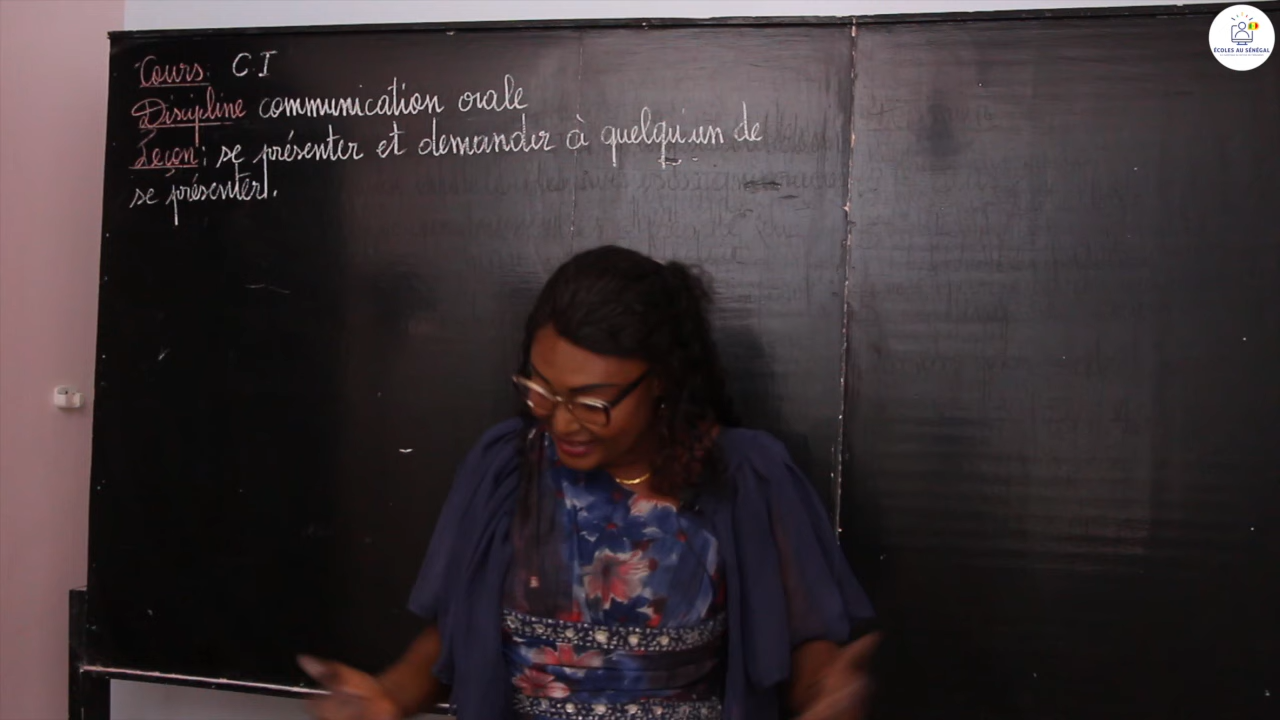 Cours: CI
Discipline communication orale
Leçon: se présenter et demander à quelqu'un de
se présenter.
ÉCOLES AU SÉNÉGAL